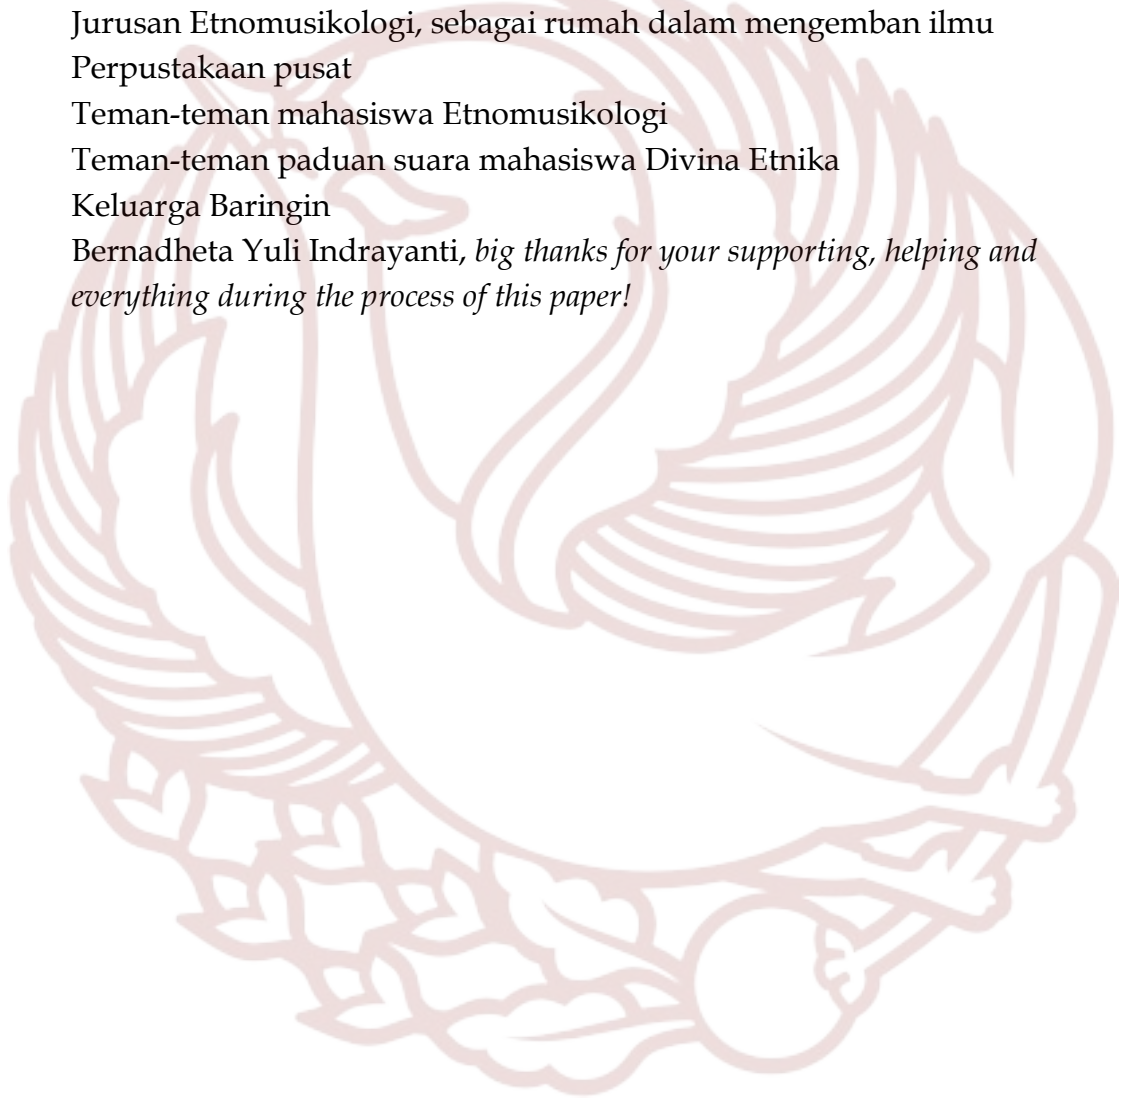 Jurusan Etnomusikologi, sebagai rumah dalam mengemban ilmu
Perpustakaan pusat
Teman-teman mahasiswa Etnomusikologi
Teman-teman paduan suara mahasiswa Divina Etnika
Keluarga Baringin
Bernadheta Yuli Indrayanti, big thanks for your supporting, helping and
everything during the process of this paper!